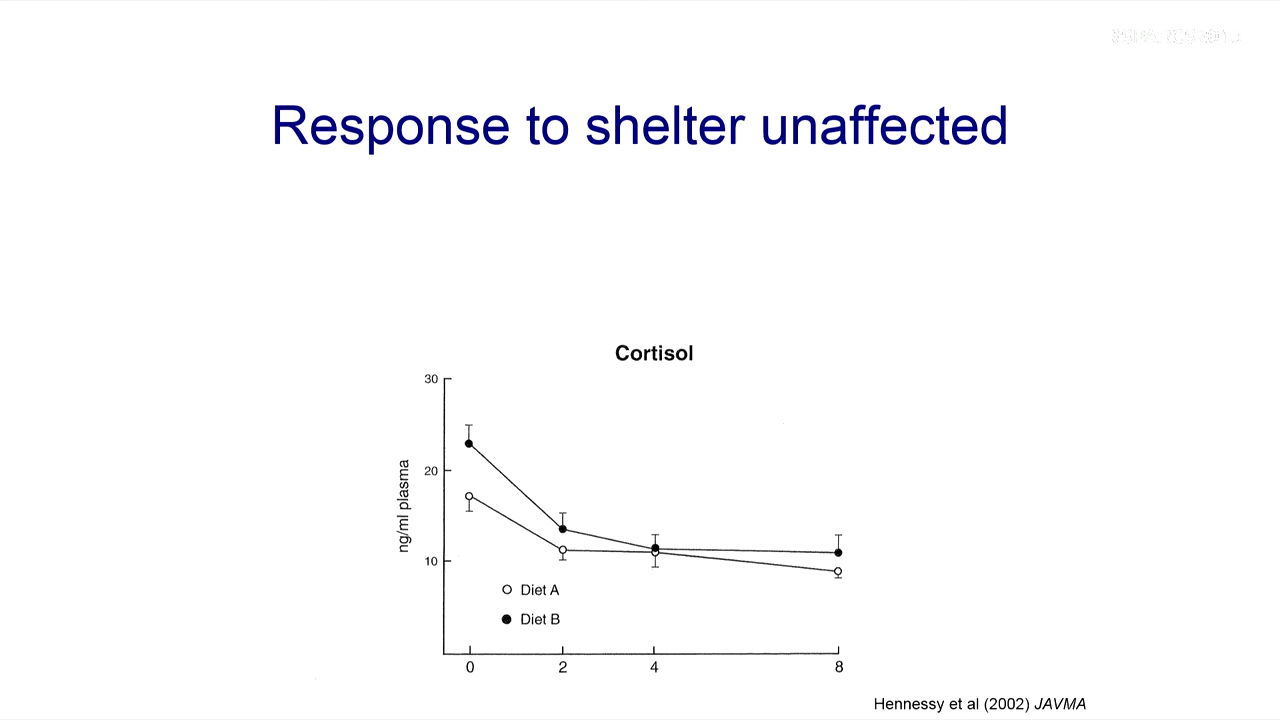 Response to shelter unaffected
Cortisol
30
20
10
ng/ml plasma
Diet A
Diet B
0 2 4 8
Hennessy et al (2002) JAVMA